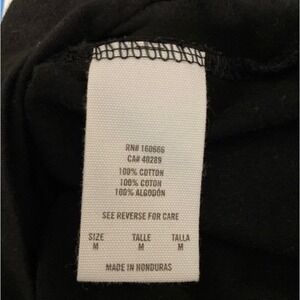 RN# 160666
CA# 40289
100% COTTON
100% COTON
100% ALGODÓN
SEE REVERSE FOR CARE
SIZE TALLE TALLA
M M M
MADE IN HONDURAS